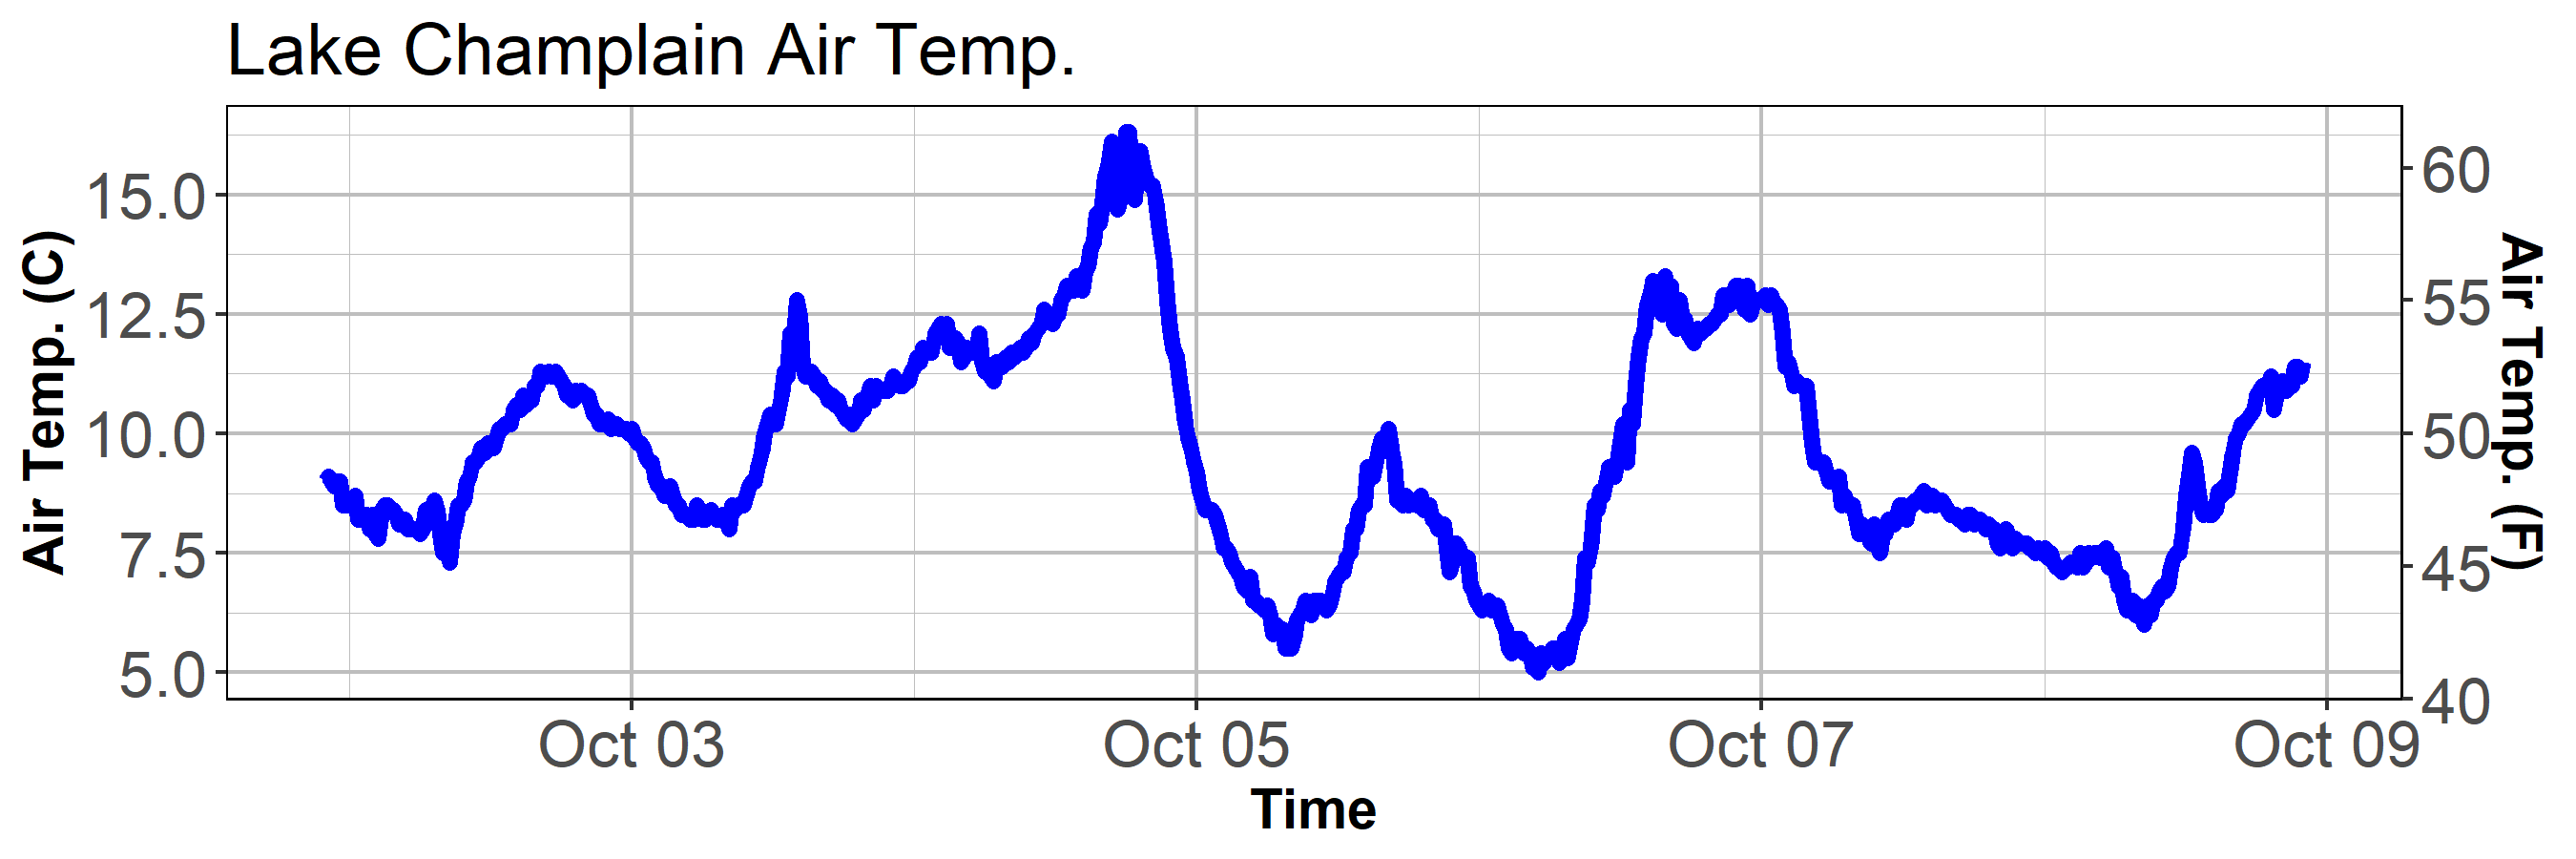 Lake Champlain Air Temp.
Air Temp. (C)
15.0
12.5
10.0
7.5
5.0
60
55
50
45
40
Air Temp. (F)
Oct 03 Oct 05 Oct 07 Oct 09
Time